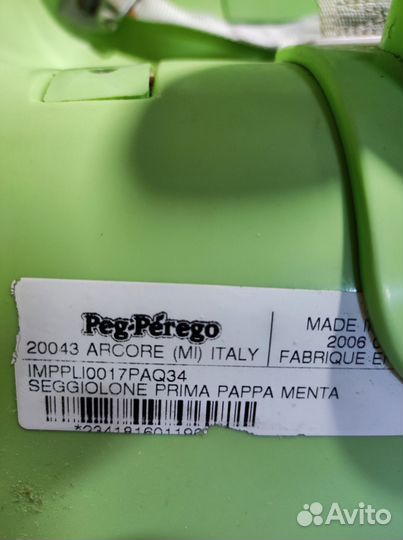 Peg-Pérego
20043 ARCORE (MI) ITALY
MADE
2006
FABRIQUE
IMPPLI0017PAQ34
SEGGIOLONE PRIMA PAPPA MENTA
Avito